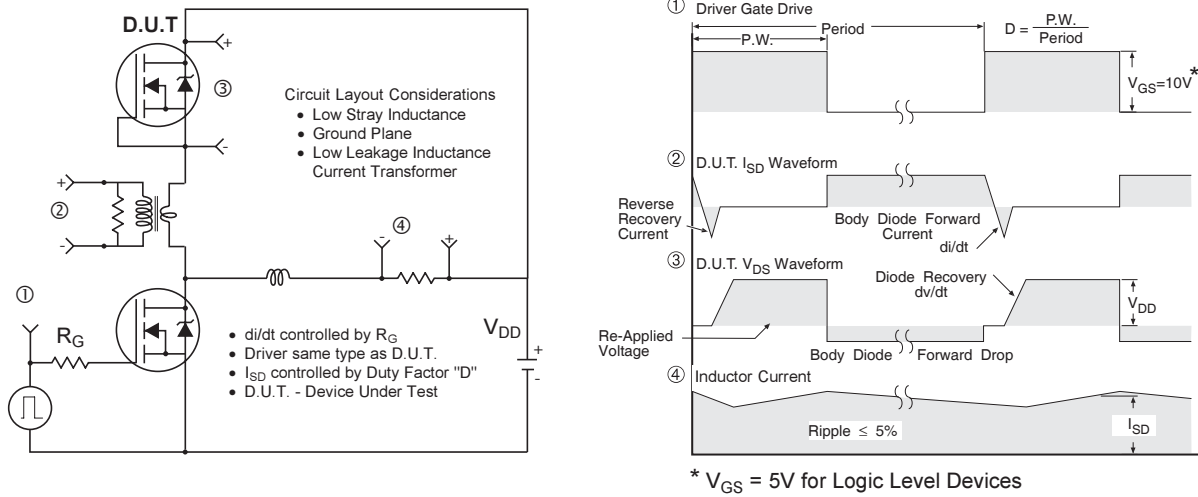 D.U.T
+
③
-
Circuit Layout Considerations
• Low Stray Inductance
• Ground Plane
• Low Leakage Inductance
Current Transformer
+
②
-
④
-
+
①
R_G
V_DD
+
-
• di/dt controlled by R_G
• Driver same type as D.U.T.
• I_SD controlled by Duty Factor "D"
• D.U.T. - Device Under Test
① Driver Gate Drive
P.W.
Period
D = P.W. / Period
V_GS=10V*
② D.U.T. I_SD Waveform
Reverse
Recovery
Current
Body Diode Forward
Current
di/dt
③ D.U.T. V_DS Waveform
Diode Recovery
dv/dt
V_DD
Re-Applied
Voltage
Body Diode Forward Drop
④ Inductor Current
Ripple ≤ 5%
I_SD
* V_GS = 5V for Logic Level Devices